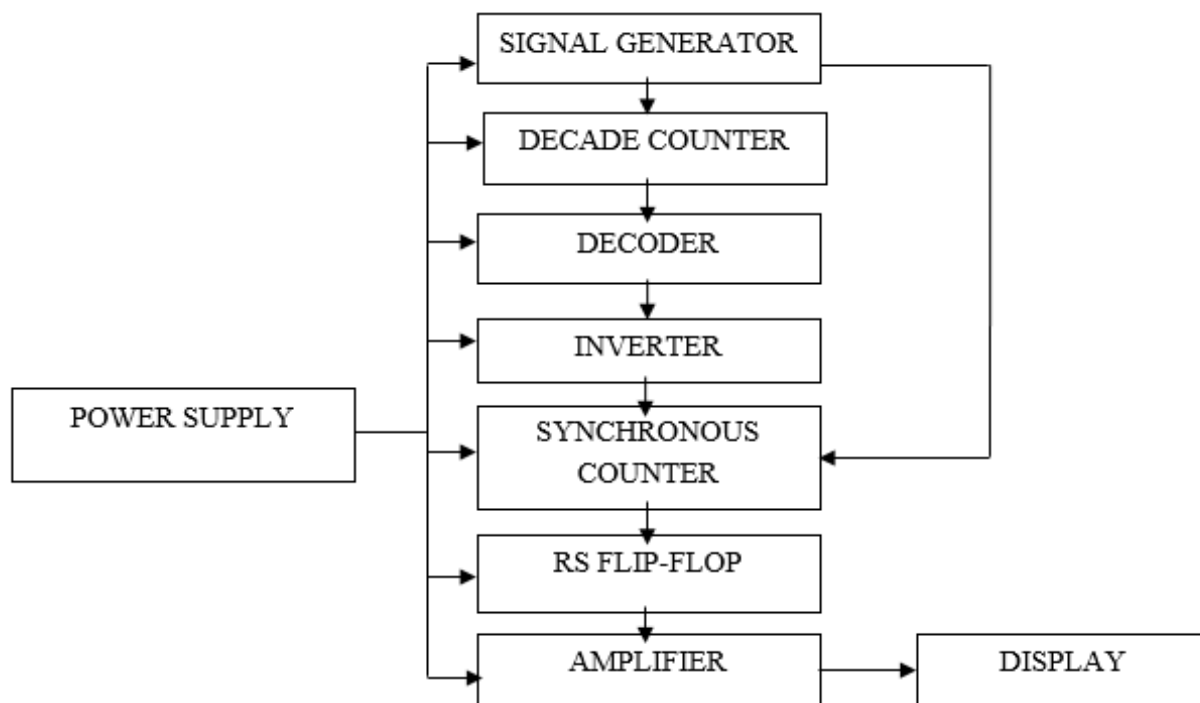 SIGNAL GENERATOR
DECADE COUNTER
DECODER
INVERTER
POWER SUPPLY
SYNCHRONOUS
COUNTER
RS FLIP-FLOP
AMPLIFIER
DISPLAY